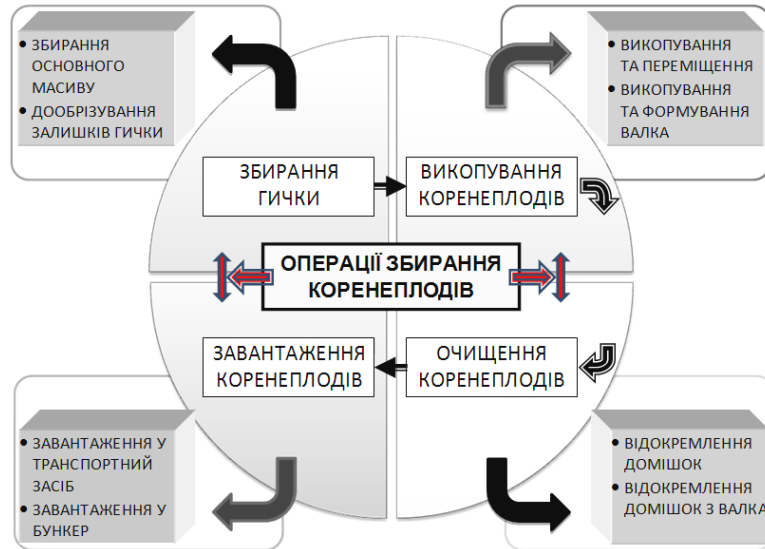 • ЗБИРАННЯ
ОСНОВНОГО
МАСИВУ
• ДООБРІЗУВАННЯ
ЗАЛИШКІВ ГИЧКИ
• ВИКОПУВАННЯ
ТА ПЕРЕМІЩЕННЯ
• ВИКОПУВАННЯ
ТА ФОРМУВАННЯ
ВАЛКА
ЗБИРАННЯ
ГИЧКИ
ВИКОПУВАННЯ
КОРЕНЕПЛОДІВ
ОПЕРАЦІЇ ЗБИРАННЯ
КОРЕНЕПЛОДІВ
ЗАВАНТАЖЕННЯ
КОРЕНЕПЛОДІВ
ОЧИЩЕННЯ
КОРЕНЕПЛОДІВ
• ЗАВАНТАЖЕННЯ У
ТРАНСПОРТНИЙ
ЗАСІБ
• ЗАВАНТАЖЕННЯ У
БУНКЕР
• ВІДОКРЕМЛЕННЯ
ДОМІШОК
• ВІДОКРЕМЛЕННЯ
ДОМІШОК З ВАЛКА